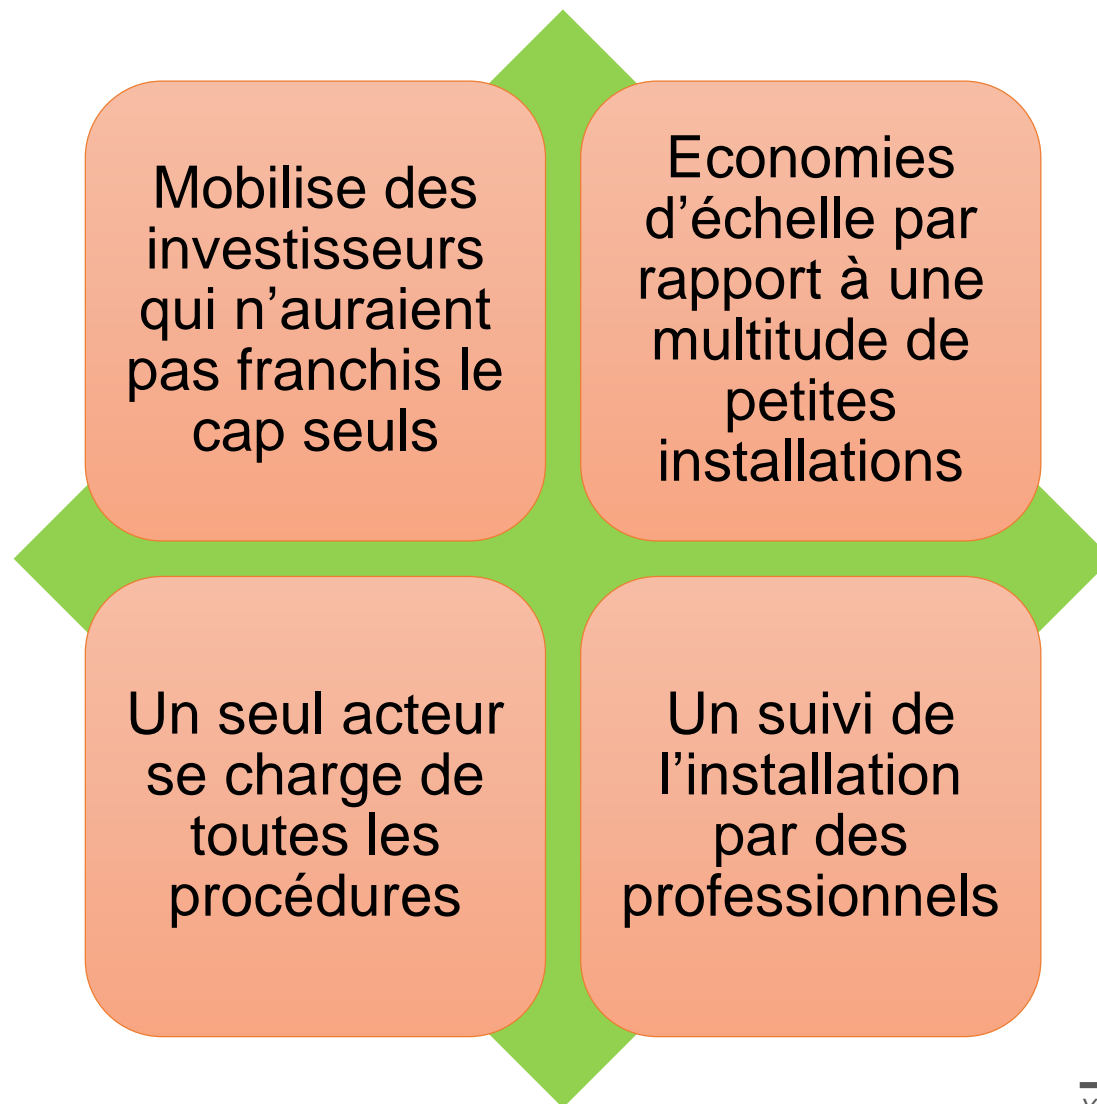 Mobilise des
investisseurs
qui n’auraient
pas franchis le
cap seuls
Economies
d’échelle par
rapport à une
multitude de
petites
installations
Un seul acteur
se charge de
toutes les
procédures
Un suivi de
l’installation
par des
professionnels